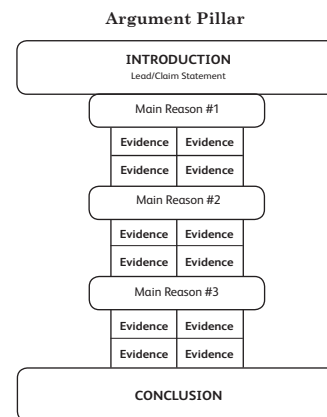 Argument Pillar
INTRODUCTION
Lead/Claim Statement
Main Reason #1
Evidence Evidence
Evidence Evidence
Main Reason #2
Evidence Evidence
Evidence Evidence
Main Reason #3
Evidence Evidence
Evidence Evidence
CONCLUSION